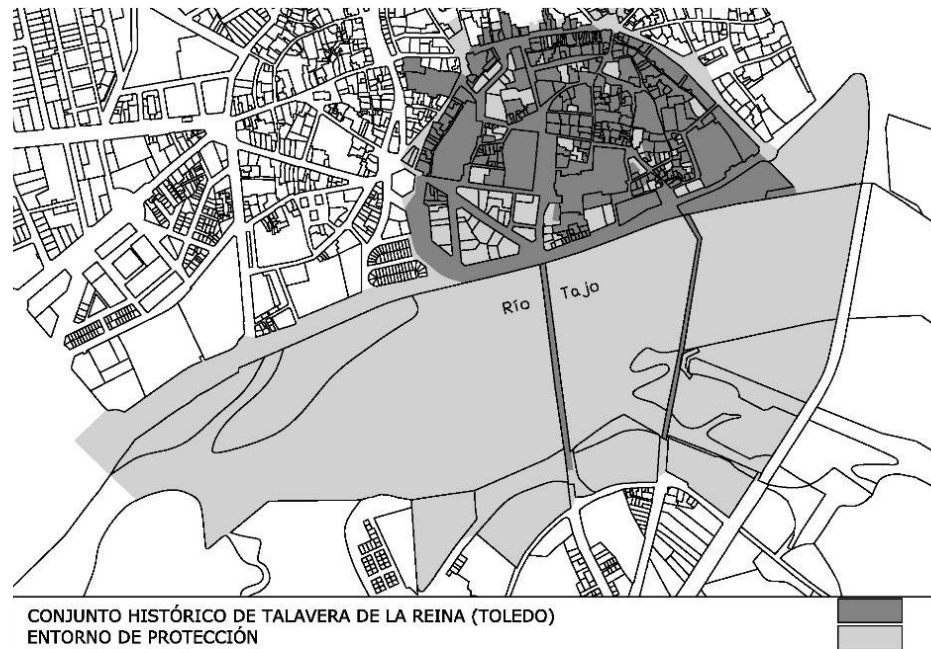 Río Tajo
CONJUNTO HISTÓRICO DE TALAVERA DE LA REINA (TOLEDO)
ENTORNO DE PROTECCIÓN